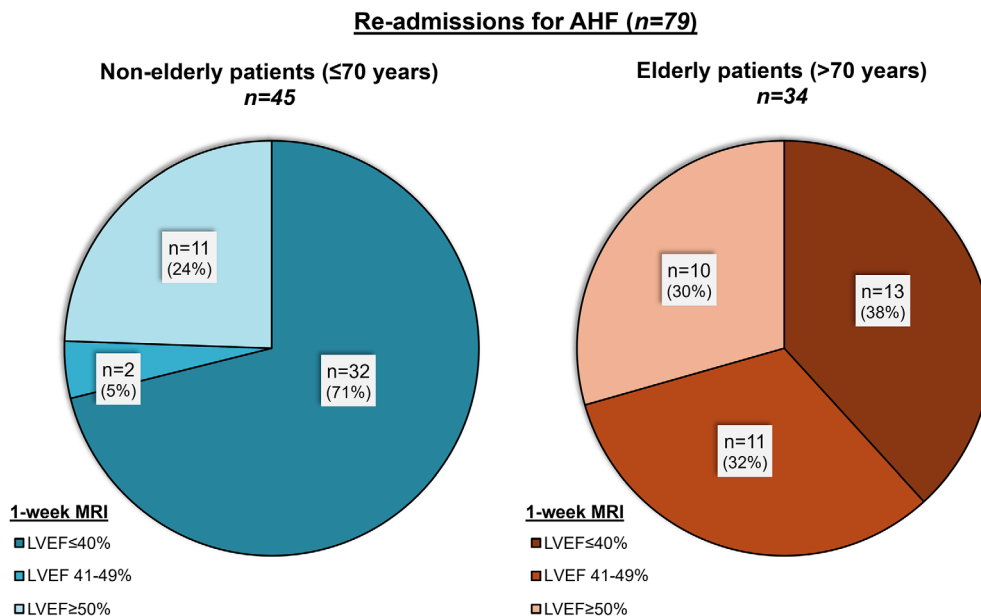 Re-admissions for AHF (n=79)
Non-elderly patients (≤70 years)
n=45
n=11
(24%)
n=2
(5%)
n=32
(71%)
1-week MRI
LVEF≤40%
LVEF 41-49%
LVEF≥50%
Elderly patients (>70 years)
n=34
n=10
(30%)
n=13
(38%)
n=11
(32%)
1-week MRI
LVEF≤40%
LVEF 41-49%
LVEF≥50%